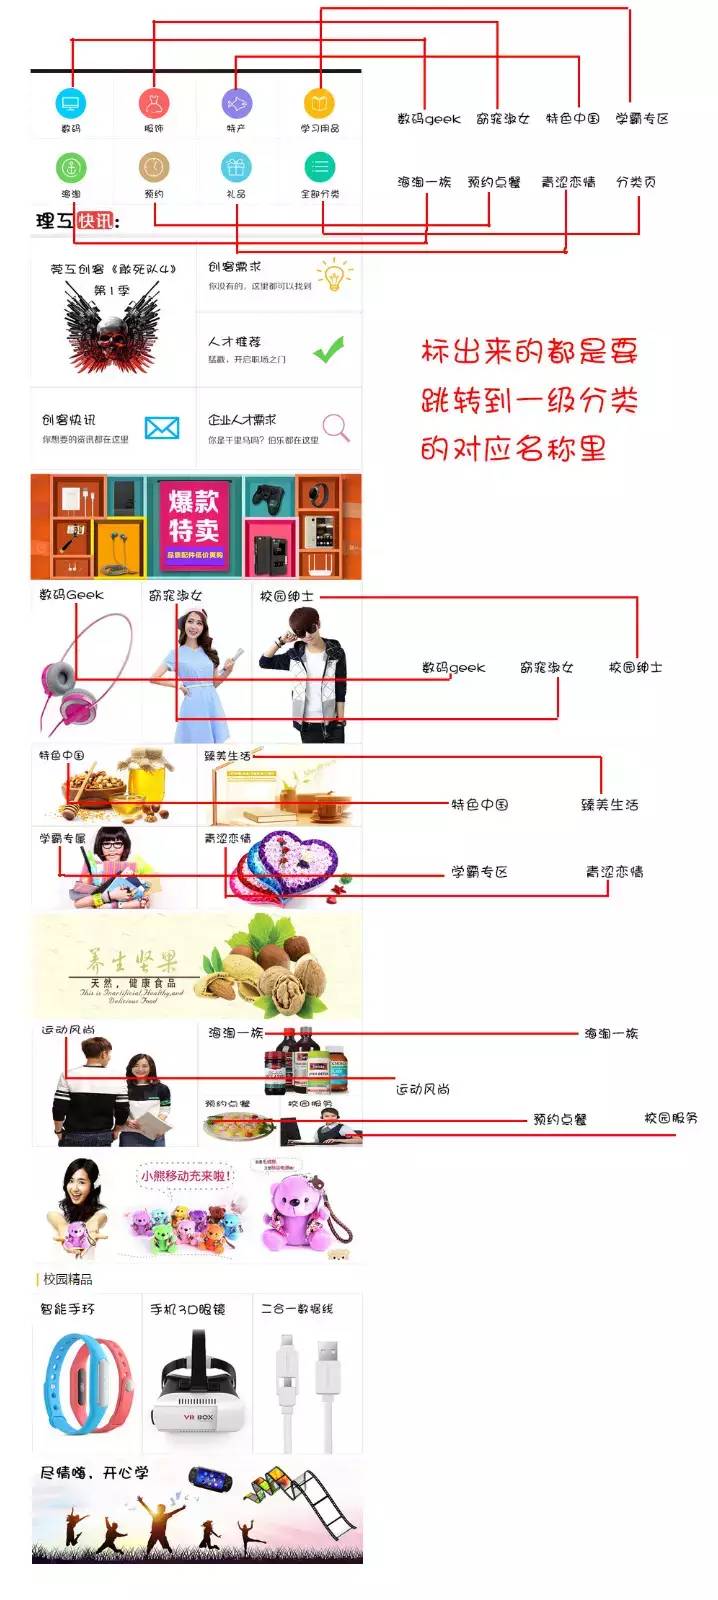 数码 服饰 特产 学习用品
数码geek 窈窕淑女 特色中国 学霸专区
海淘 预约 礼品 全部分类
海淘一族 预约点餐 青涩恋情 分类页
理互快讯:
莞互创客《敢死队4》
第1季
创客需求
你没有的，这里都可以找到
人才推荐
猛戳，开启职场之门
标出来的都是要
跳转到一级分类
的对应名称里
创客快讯
你想要的资讯都在这里
企业人才需求
你是千里马吗？伯乐都在这里
爆款
特卖
品质配件低价真购
数码Geek 窈窕淑女 校园绅士
数码geek 窈窕淑女 校园绅士
特色中国 臻美生活
特色中国 臻美生活
学霸专属 青涩恋情
学霸专区 青涩恋情
养生坚果
天然，健康食品
This is Inartificial,Healthy,and
Delicious Food
运动风尚 海淘一族
海淘一族
运动风尚
预约点餐 校园服务
预约点餐 校园服务
小熊移动充来啦!
校园精品
智能手环 手机3D眼镜 二合一数据线
VR BOX
尽情嗨，开心学